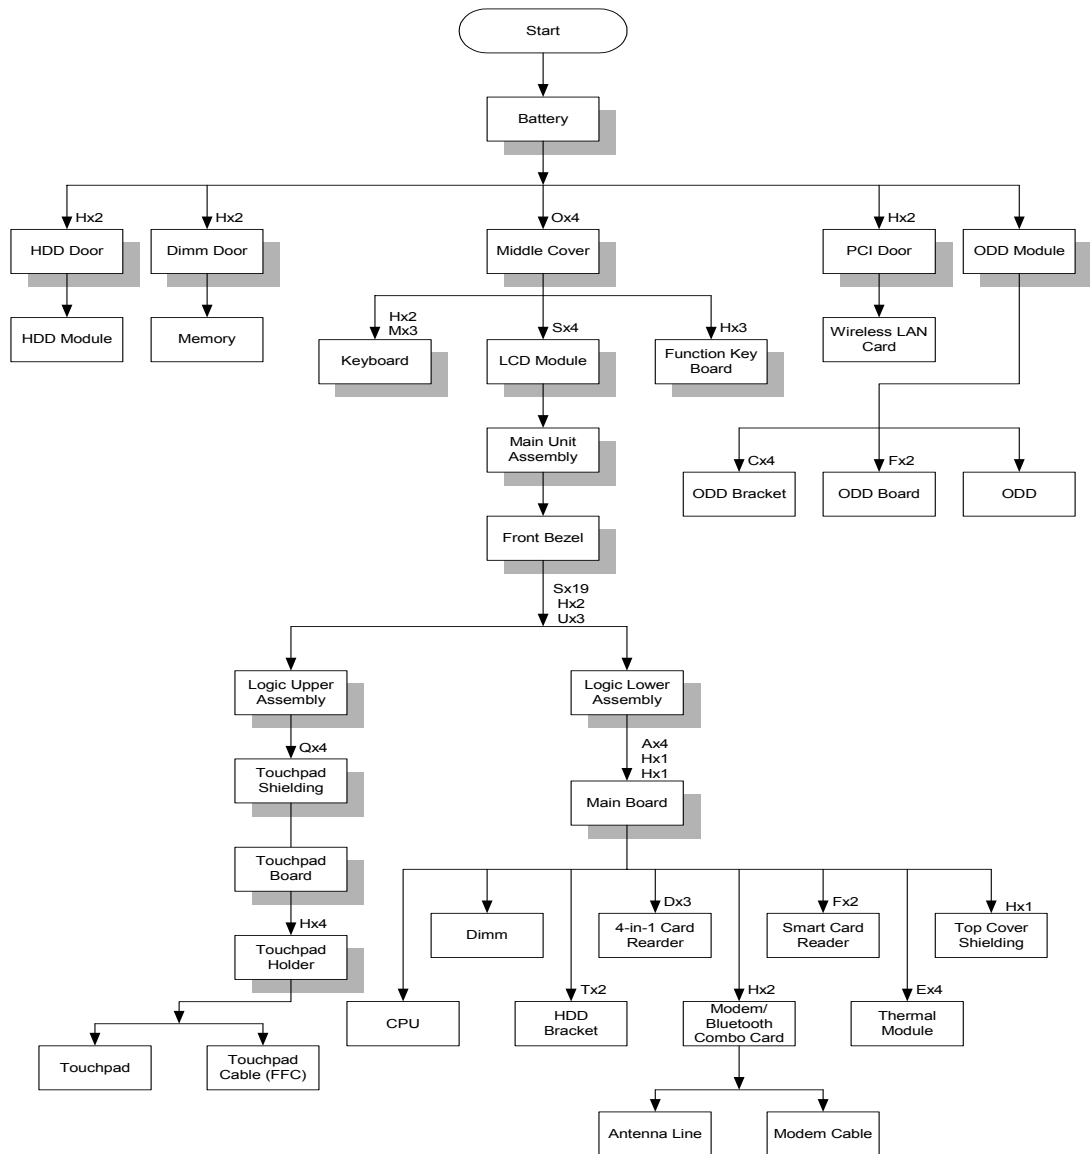 Start
Battery
Hx2
Hx2
Ox4
Hx2
HDD Door
Dimm Door
Middle Cover
PCI Door
ODD Module
Hx2
Mx3
Sx4
Hx3
HDD Module
Memory
Keyboard
LCD Module
Function Key
Board
Wireless LAN
Card
Main Unit
Assembly
Cx4
Fx2
ODD Bracket
ODD Board
ODD
Front Bezel
Sx19
Hx2
Ux3
Logic Upper
Assembly
Logic Lower
Assembly
Qx4
Ax4
Hx1
Hx1
Touchpad
Shielding
Main Board
Touchpad
Board
Hx4
Dx3
Fx2
Hx1
Touchpad
Holder
Dimm
4-in-1 Card
Rearder
Smart Card
Reader
Top Cover
Shielding
Tx2
Hx2
Ex4
CPU
HDD
Bracket
Modem/
Bluetooth
Combo Card
Thermal
Module
Touchpad
Touchpad
Cable (FFC)
Antenna Line
Modem Cable